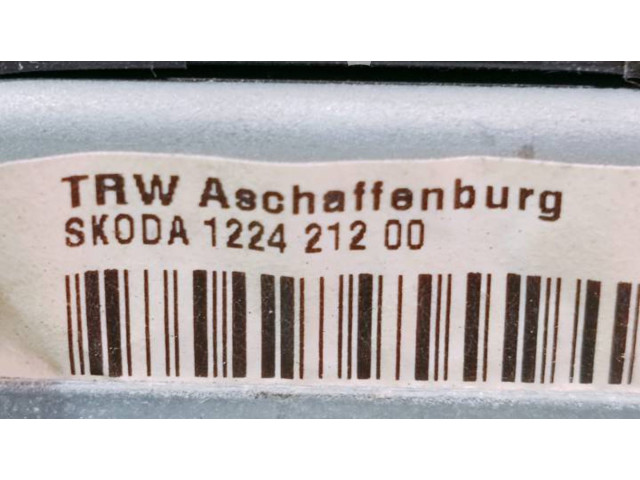 TRW Aschaffenburg
SKODA 1224 212 00